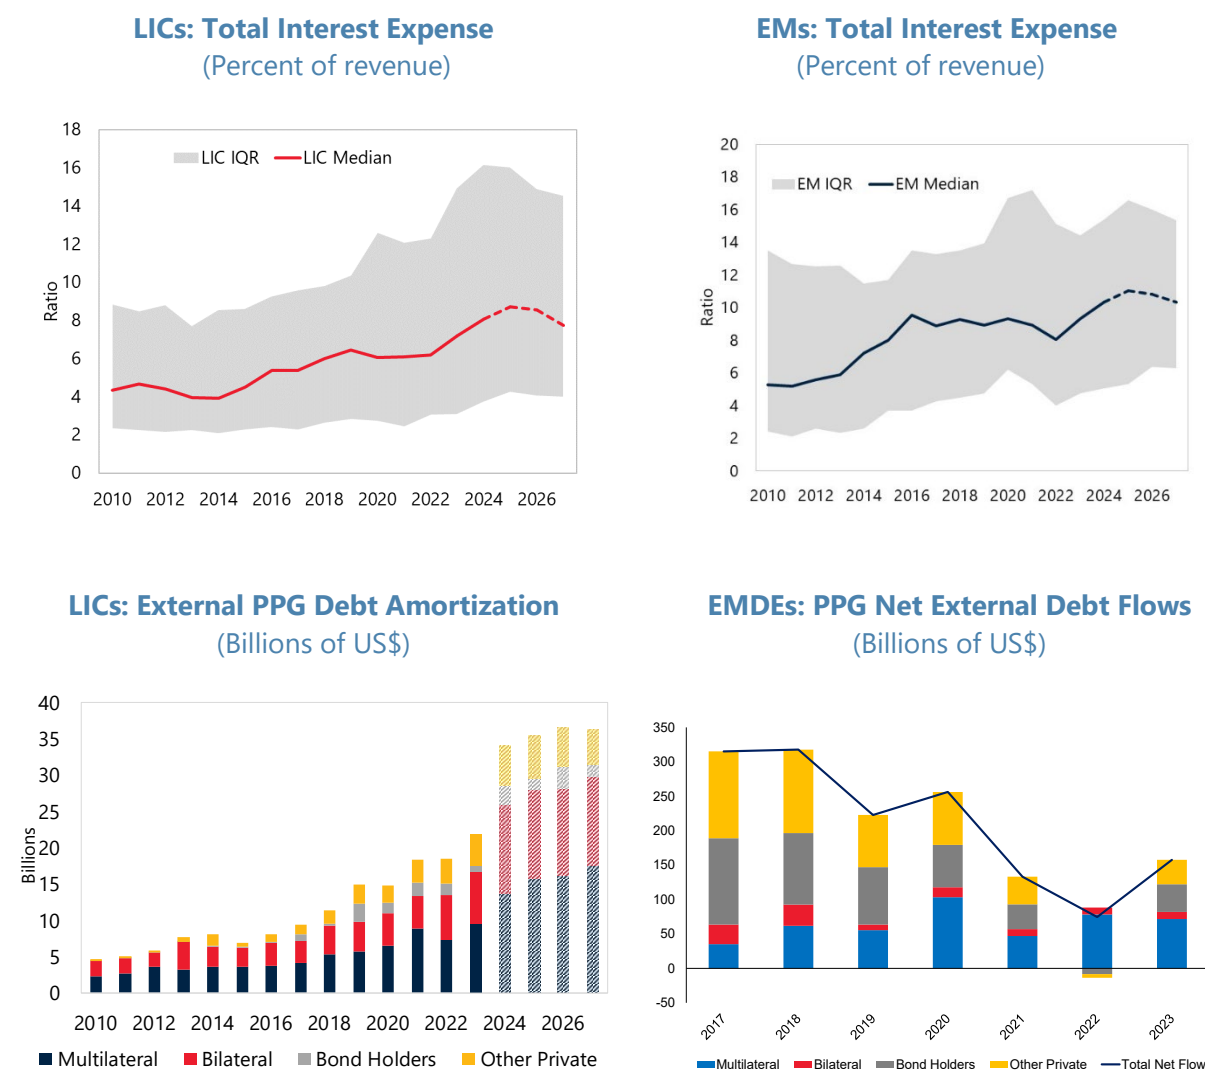 LICs: Total Interest Expense
(Percent of revenue)
18
16
14
12
10
8
6
4
2
0
Ratio
LIC IQR
LIC Median
2010 2012 2014 2016 2018 2020 2022 2024 2026
EMs: Total Interest Expense
(Percent of revenue)
20
18
16
14
12
10
8
6
4
2
0
Ratio
EM IQR
EM Median
2010 2012 2014 2016 2018 2020 2022 2024 2026
LICs: External PPG Debt Amortization
(Billions of US$)
40
35
30
25
20
15
10
5
0
Billions
2010 2012 2014 2016 2018 2020 2022 2024 2026
Multilateral Bilateral Bond Holders Other Private
EMDEs: PPG Net External Debt Flows
(Billions of US$)
350
300
250
200
150
100
50
0
-50
2017 2018 2019 2020 2021 2022 2023
Multilateral Bilateral Bond Holders Other Private Total Net Flow